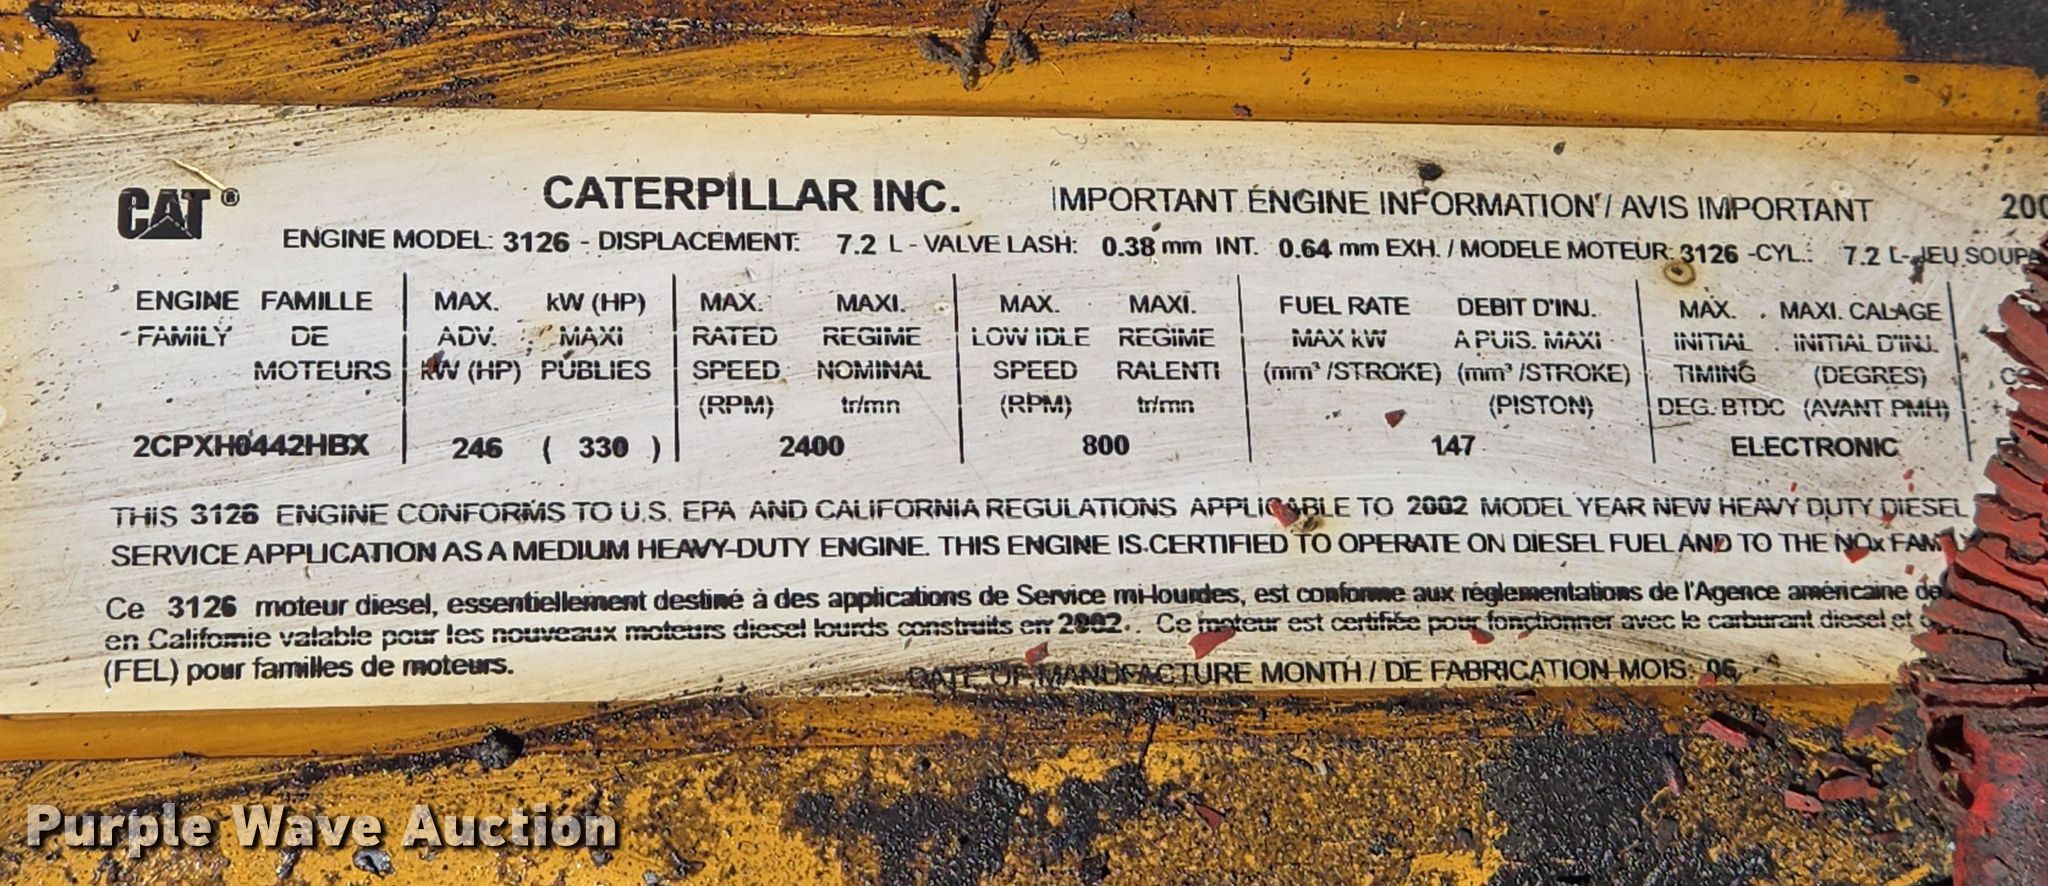 CAT® CATERPILLAR INC. IMPORTANT ENGINE INFORMATION / AVIS IMPORTANT 200
ENGINE MODEL: 3126 - DISPLACEMENT: 7.2 L - VALVE LASH: 0.38 mm INT. 0.64 mm EXH. / MODELE MOTEUR: 3126 -CYL.: 7.2 L- JEU SOUPA
ENGINE FAMILLE MAX. kW (HP) MAX. MAXI. MAX. MAXI. FUEL RATE DEBIT D'INJ. MAX. MAXI. CALAGE
FAMILY DE ADV. MAXI RATED REGIME LOW IDLE REGIME MAX kW A PUIS. MAXI INITIAL INITIAL D'INJ.
MOTEURS kW (HP) PUBLIES SPEED NOMINAL SPEED RALENTI (mm³ /STROKE) (mm³ /STROKE) TIMING (DEGRES)
(RPM) tr/mn (RPM) tr/mn (PISTON) DEG. BTDC (AVANT PMH)
2CPXH0442HBX 246 ( 330 ) 2400 800 147 ELECTRONIC
THIS 3126 ENGINE CONFORMS TO U.S. EPA AND CALIFORNIA REGULATIONS APPLICABLE TO 2002 MODEL YEAR NEW HEAVY DUTY DIESEL
SERVICE APPLICATION AS A MEDIUM HEAVY-DUTY ENGINE. THIS ENGINE IS CERTIFIED TO OPERATE ON DIESEL FUEL AND TO THE NOx FAMILY
Ce 3126 moteur diesel, essentiellement destiné à des applications de Service mi-lourdes, est conforme aux réglementations de l'Agence américaine de
en Californie valable pour les nouveaux moteurs diesel lourds construits en 2002. Ce moteur est certifiée pour fonctionner avec le carburant diesel et
(FEL) pour familles de moteurs.
DATE OF MANUFACTURE MONTH / DE FABRICATION MOIS: 06
Purple Wave Auction